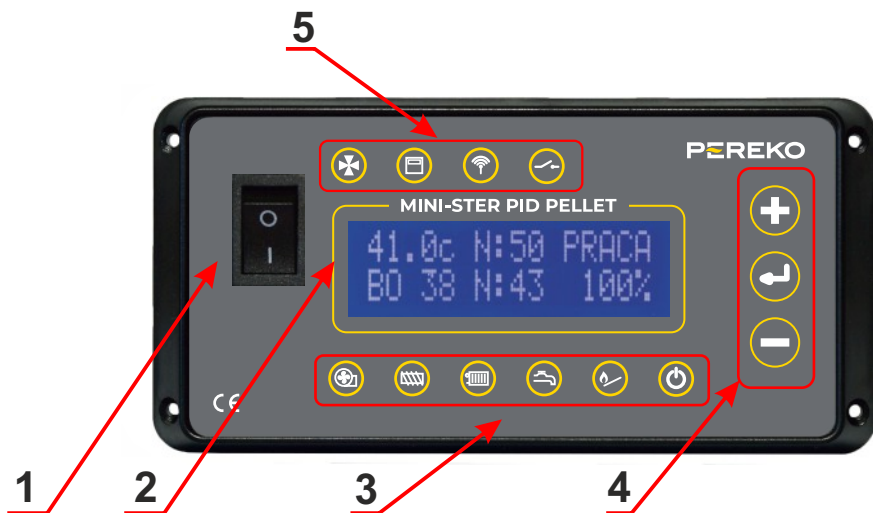 5
PEREKO
MINI-STER PID PELLET
41.0c N:50 PRACA
BO 38 N:43 100%
O
I
CE
1
2
3
4